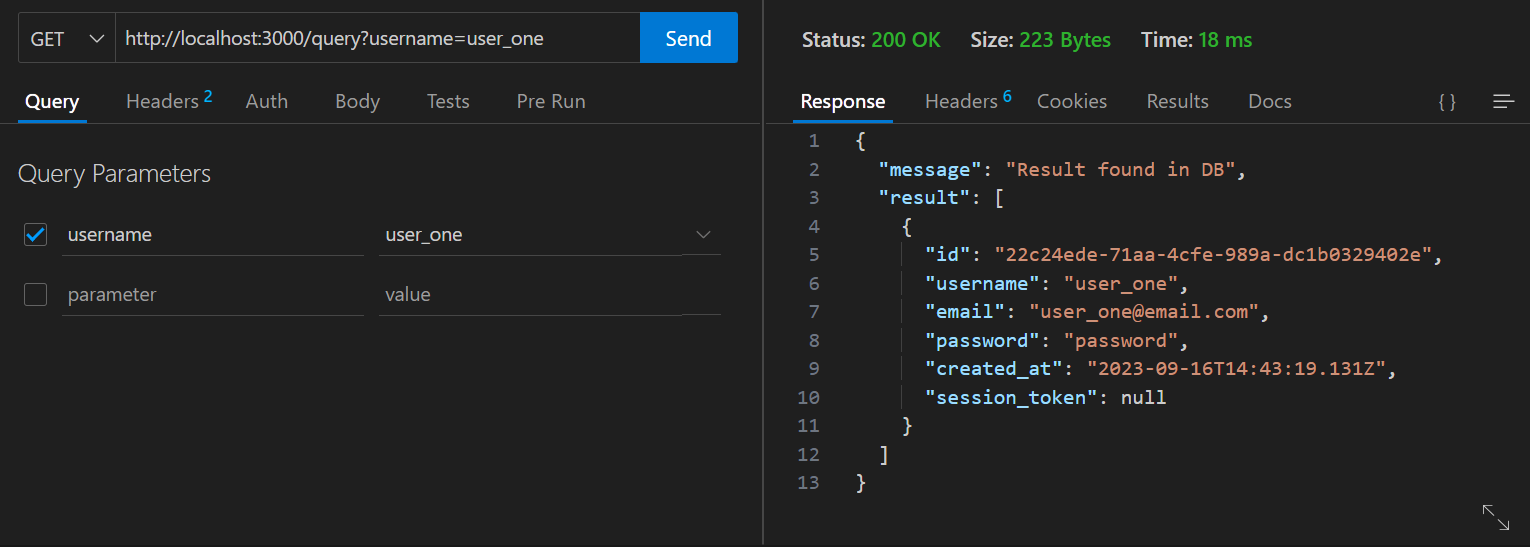 GET
http://localhost:3000/query?username=user_one
Send
Query
Headers 2
Auth
Body
Tests
Pre Run
Query Parameters
username
user_one
parameter
value
Status: 200 OK
Size: 223 Bytes
Time: 18 ms
Response
Headers 6
Cookies
Results
Docs
{ }
1 {
2 "message": "Result found in DB",
3 "result": [
4 {
5 "id": "22c24ede-71aa-4cfe-989a-dc1b0329402e",
6 "username": "user_one",
7 "email": "user_one@email.com",
8 "password": "password",
9 "created_at": "2023-09-16T14:43:19.131Z",
10 "session_token": null
11 }
12 ]
13 }